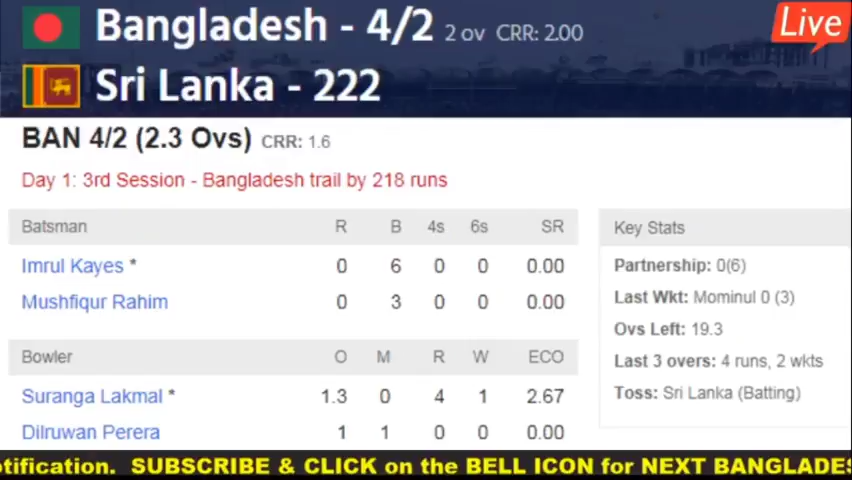 Bangladesh - 4/2 2 ov CRR: 2.00
Live
Sri Lanka - 222
BAN 4/2 (2.3 Ovs) CRR: 1.6
Day 1: 3rd Session - Bangladesh trail by 218 runs
Batsman R B 4s 6s SR
Imrul Kayes * 0 6 0 0 0.00
Mushfiqur Rahim 0 3 0 0 0.00
Bowler O M R W ECO
Suranga Lakmal * 1.3 0 4 1 2.67
Dilruwan Perera 1 1 0 0 0.00
Key Stats
Partnership: 0(6)
Last Wkt: Mominul 0 (3)
Ovs Left: 19.3
Last 3 overs: 4 runs, 2 wkts
Toss: Sri Lanka (Batting)
otification. SUBSCRIBE & CLICK on the BELL ICON for NEXT BANGLADES